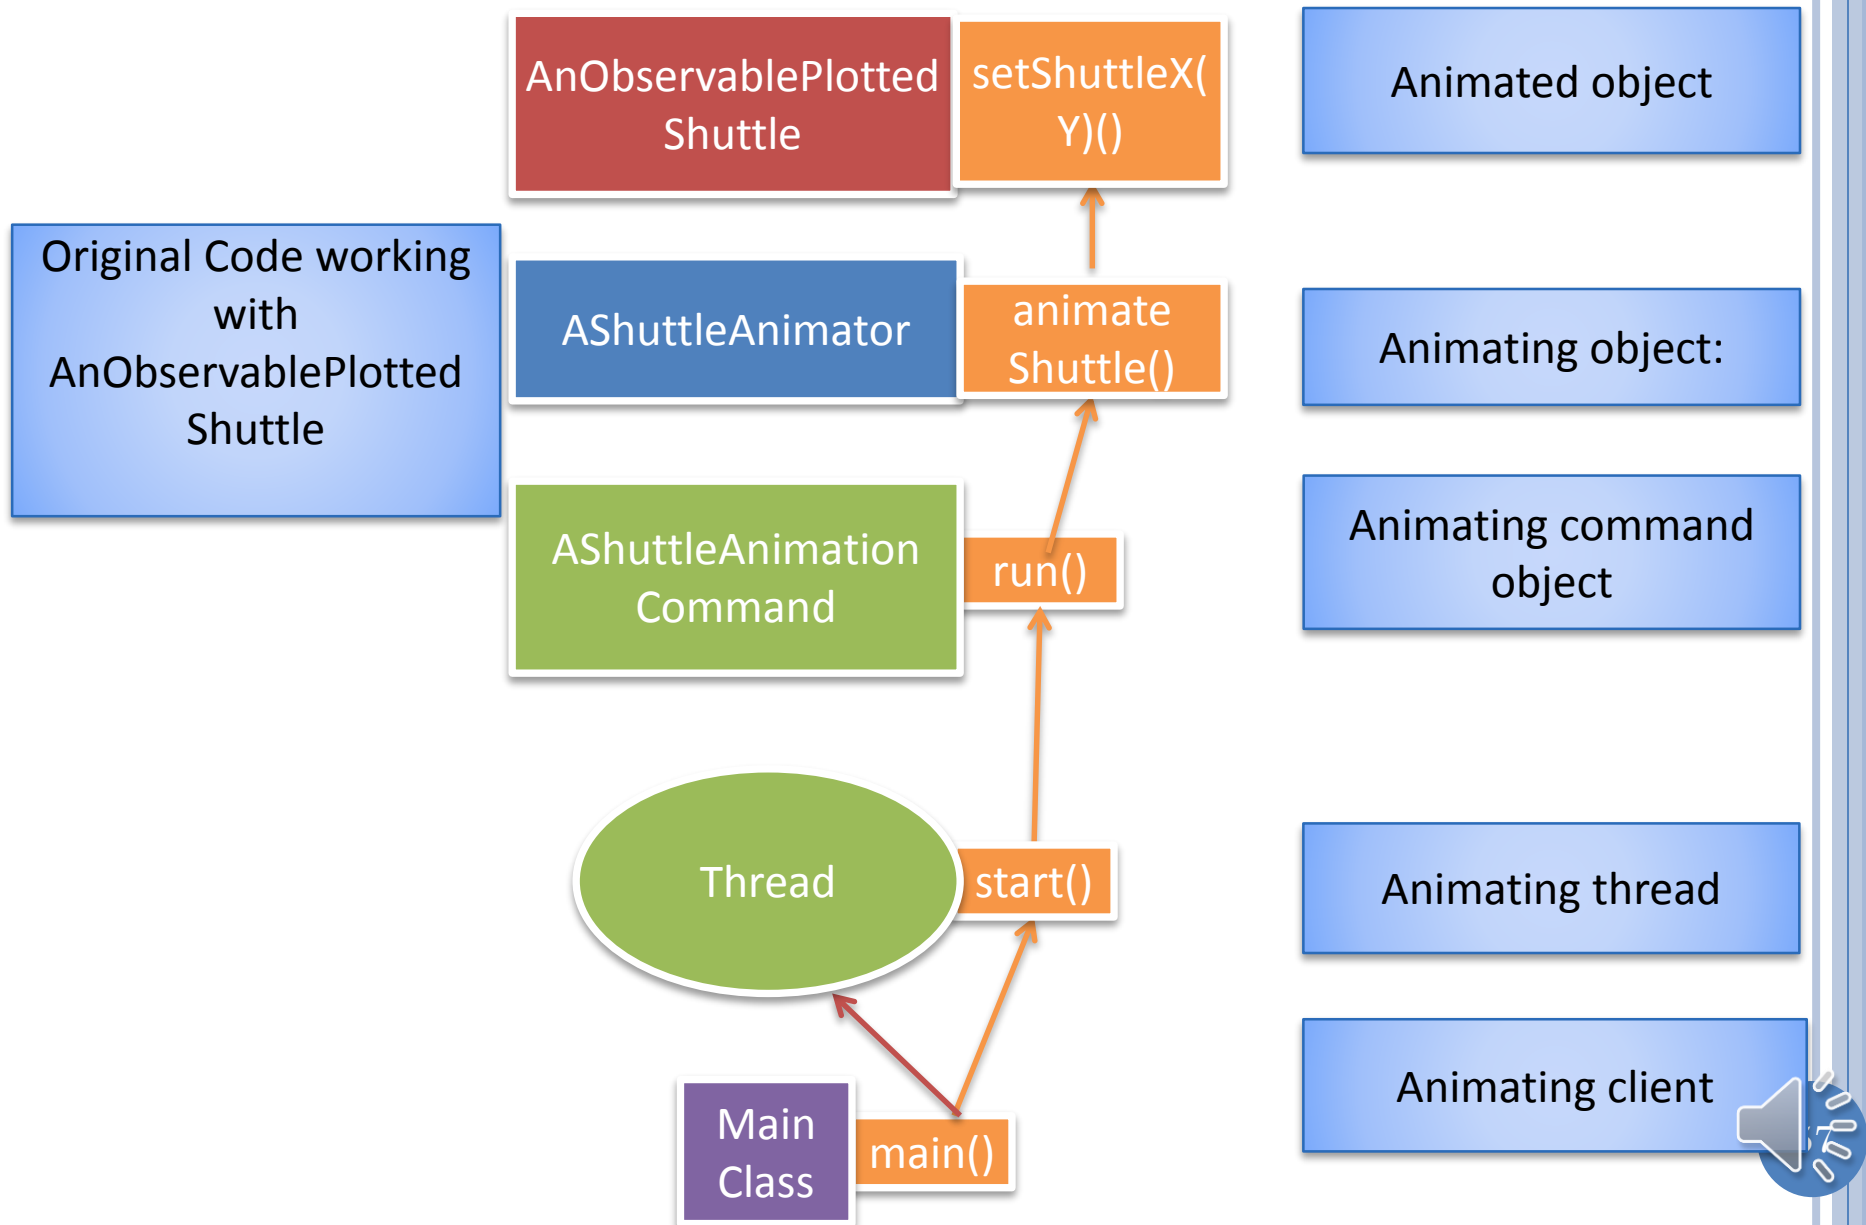 AnObservablePlotted
Shuttle
setShuttleX(
Y)()
Animated object
Original Code working
with
AnObservablePlotted
Shuttle
AShuttleAnimator
animate
Shuttle()
Animating object:
AShuttleAnimation
Command
run()
Animating command
object
Thread
start()
Animating thread
Main
Class
main()
Animating client